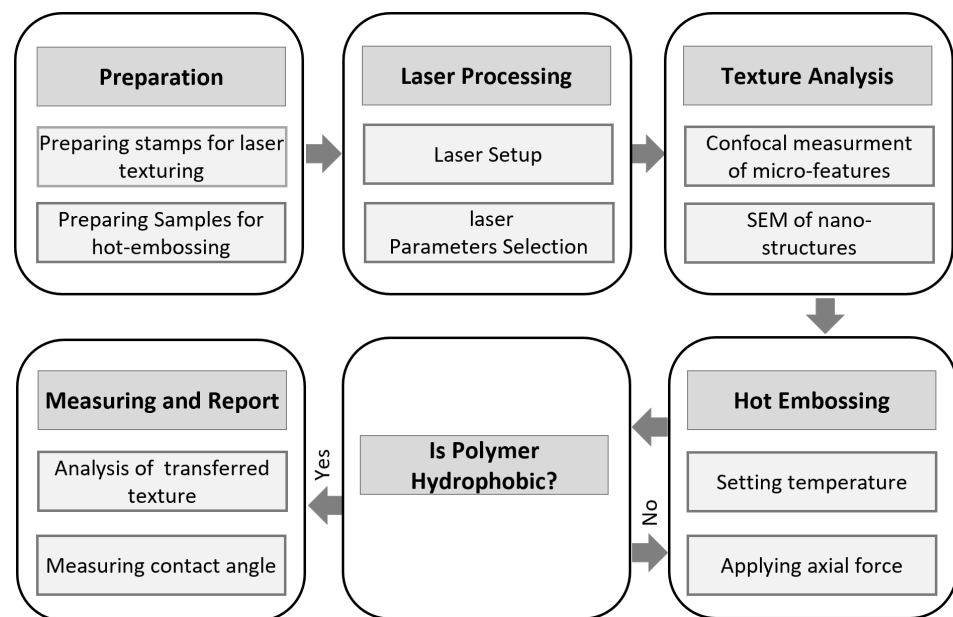 Preparation
Preparing stamps for laser
texturing
Preparing Samples for
hot-embossing
Laser Processing
Laser Setup
laser
Parameters Selection
Texture Analysis
Confocal measurment
of micro-features
SEM of nano-
structures
Hot Embossing
Setting temperature
Applying axial force
Is Polymer
Hydrophobic?
No
Yes
Measuring and Report
Analysis of transferred
texture
Measuring contact angle